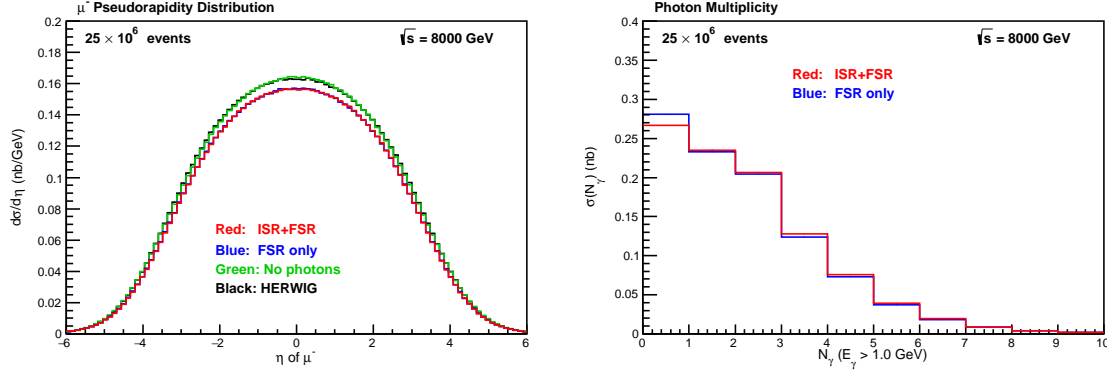 μ⁻ Pseudorapidity Distribution
25 × 10⁶ events
√s = 8000 GeV
dσ/dη (nb/GeV)
0.2
0.18
0.16
0.14
0.12
0.1
0.08
0.06
0.04
0.02
0
Red: ISR+FSR
Blue: FSR only
Green: No photons
Black: HERWIG
−6 −4 −2 0 2 4 6
η of μ⁻
Photon Multiplicity
25 × 10⁶ events
√s = 8000 GeV
σ(N_γ) (nb)
0.4
0.35
0.3
0.25
0.2
0.15
0.1
0.05
0
Red: ISR+FSR
Blue: FSR only
0 1 2 3 4 5 6 7 8 9 10
N_γ (E_γ > 1.0 GeV)